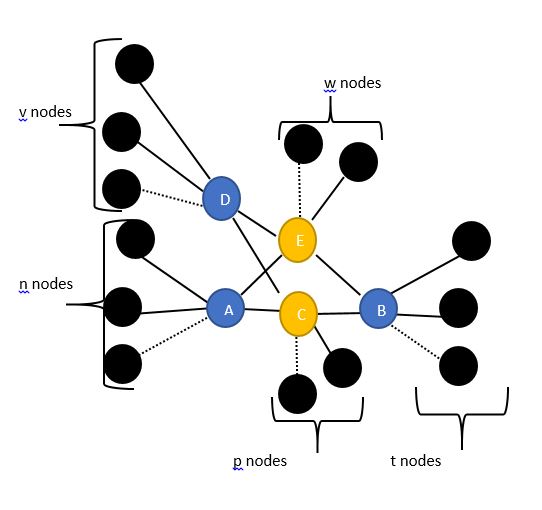 w nodes
v nodes
D
E
n nodes
A
C
B
p nodes
t nodes